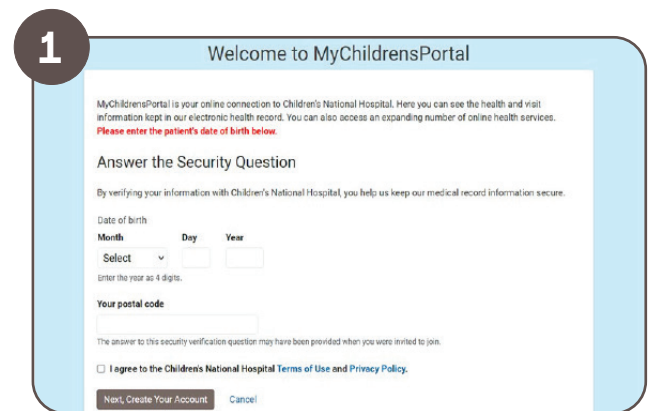 1
Welcome to MyChildrensPortal
MyChildrensPortal is your online connection to Children's National Hospital. Here you can see the health and visit
information kept in our electronic health record. You can also access an expanding number of online health services.
Please enter the patient's date of birth below.
Answer the Security Question
By verifying your information with Children's National Hospital, you help us keep our medical record information secure.
Date of birth
Month Day Year
Select
Enter the year as 4 digits.
Your postal code
The answer to this security verification question may have been provided when you were invited to join.
I agree to the Children's National Hospital Terms of Use and Privacy Policy.
Next, Create Your Account Cancel